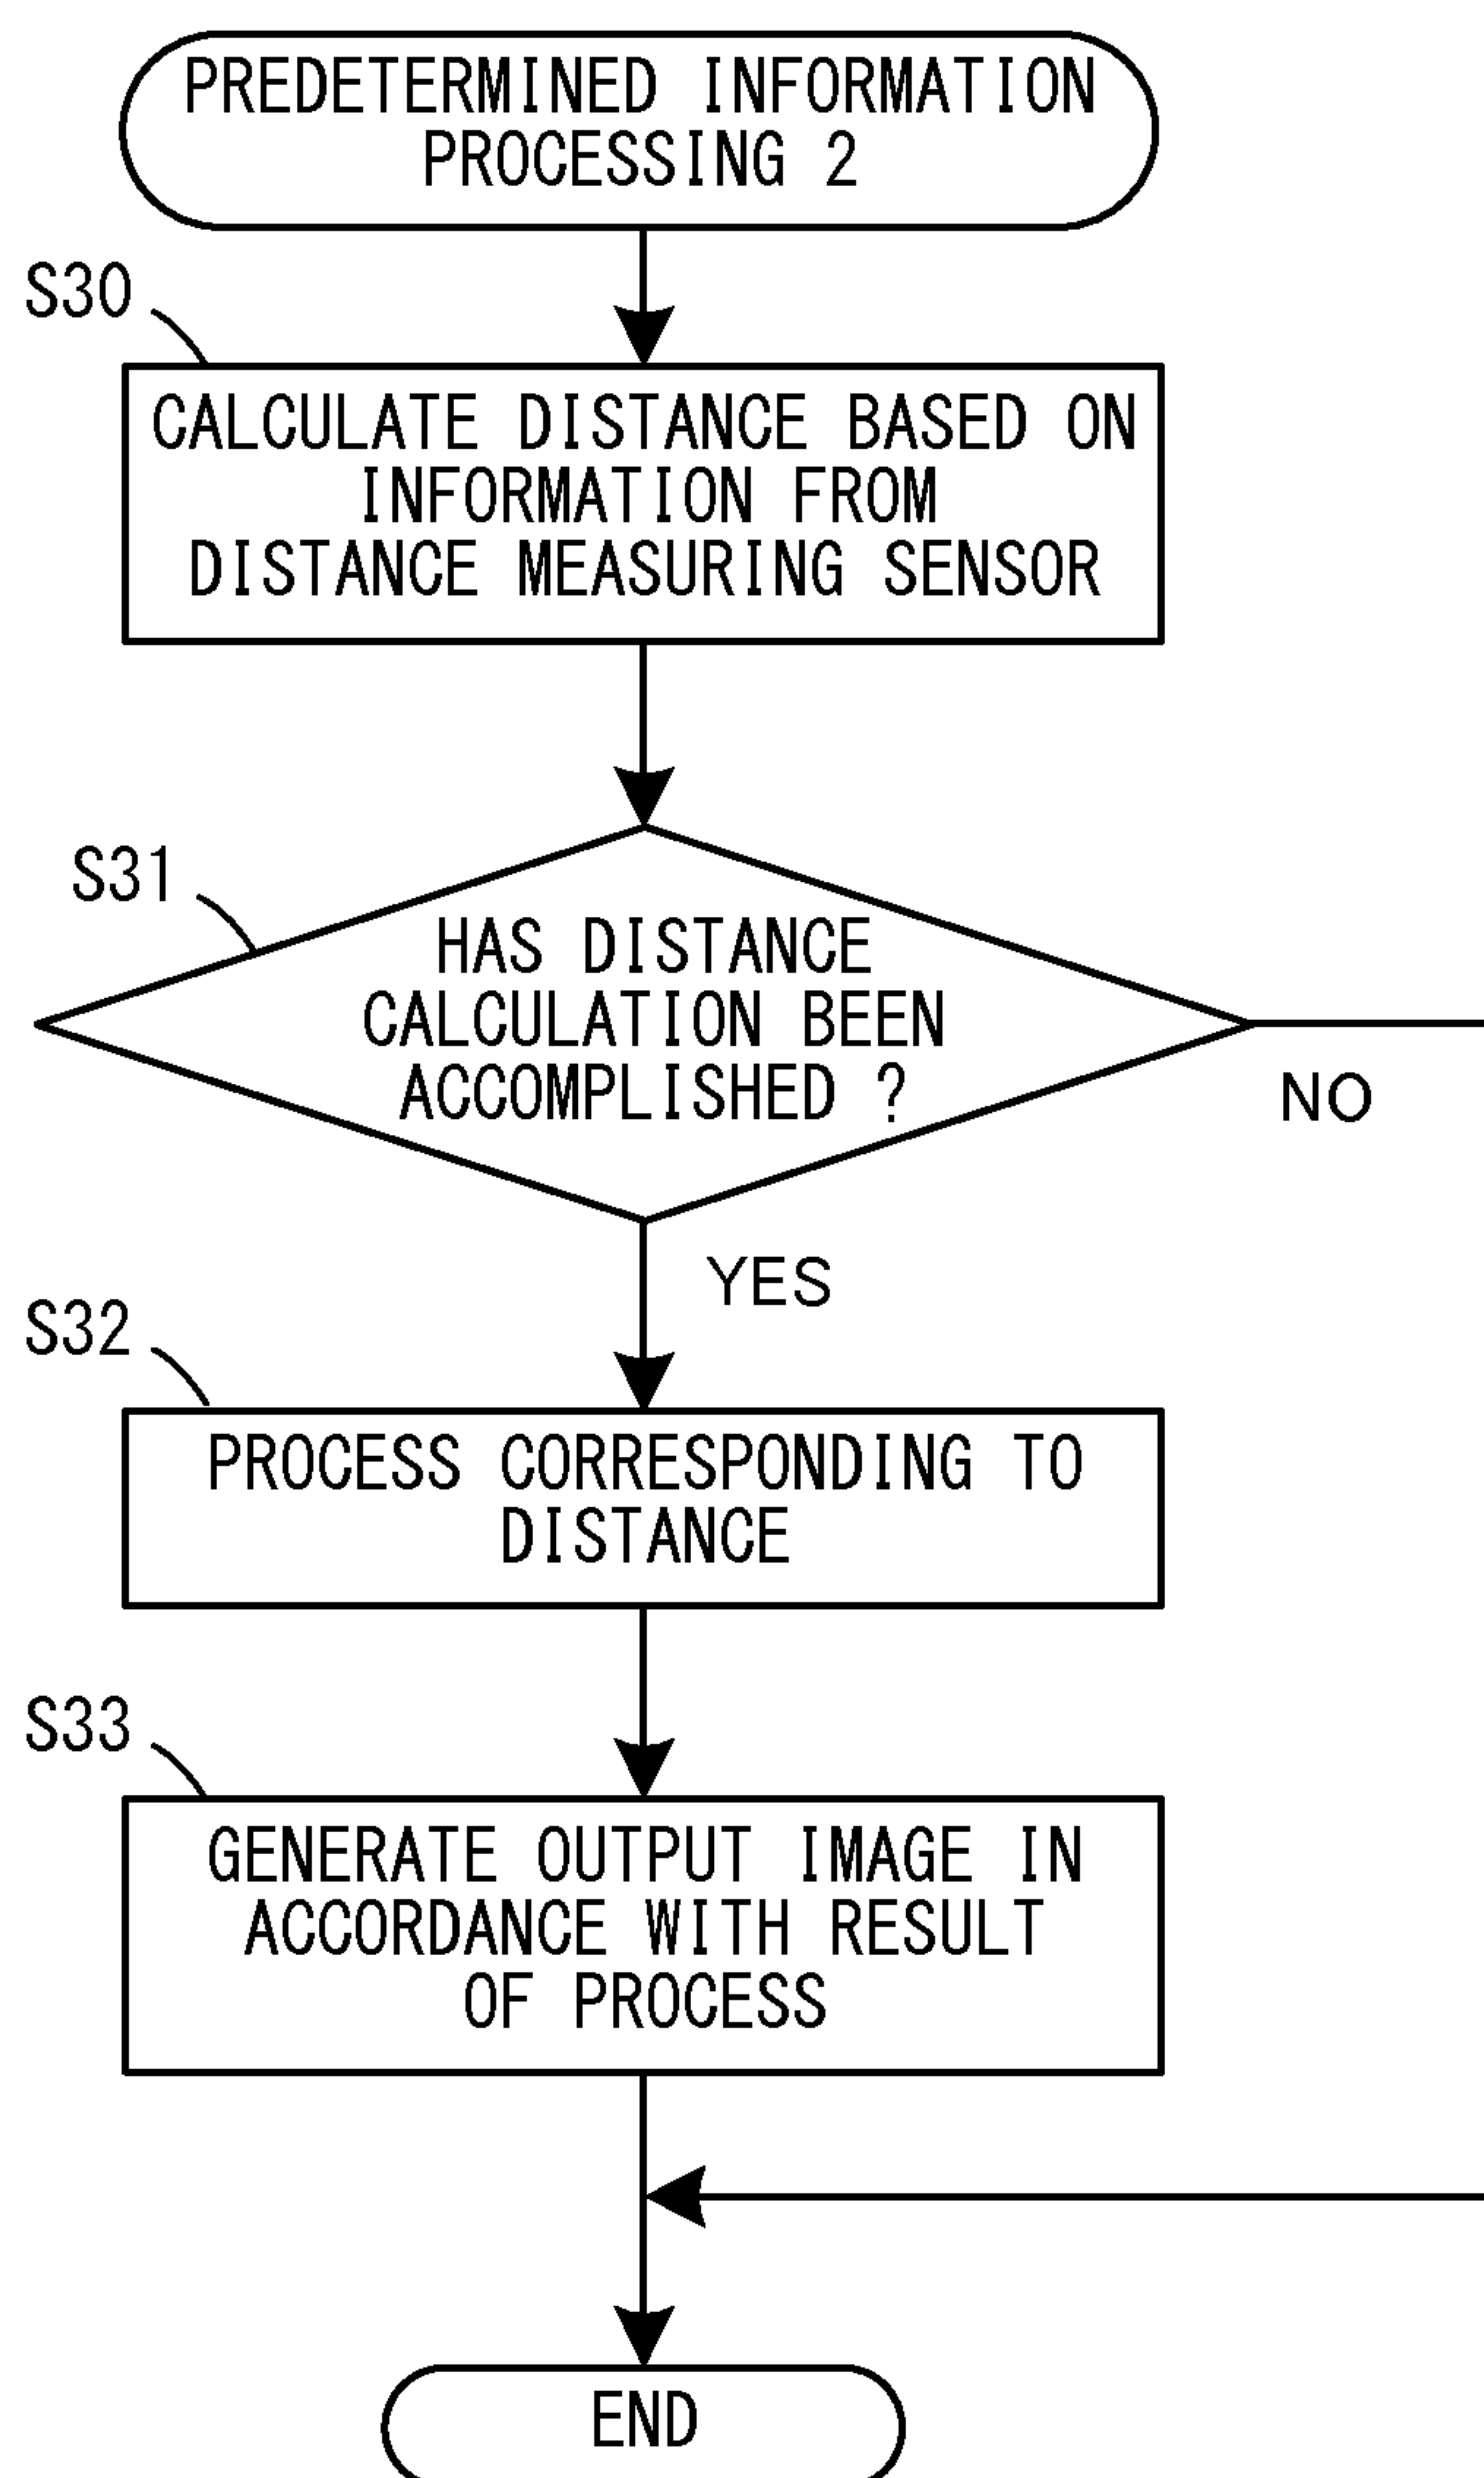 PREDETERMINED INFORMATION
PROCESSING 2
S30
CALCULATE DISTANCE BASED ON
INFORMATION FROM
DISTANCE MEASURING SENSOR
S31
HAS DISTANCE
CALCULATION BEEN
ACCOMPLISHED ?
NO
YES
S32
PROCESS CORRESPONDING TO
DISTANCE
S33
GENERATE OUTPUT IMAGE IN
ACCORDANCE WITH RESULT
OF PROCESS
END